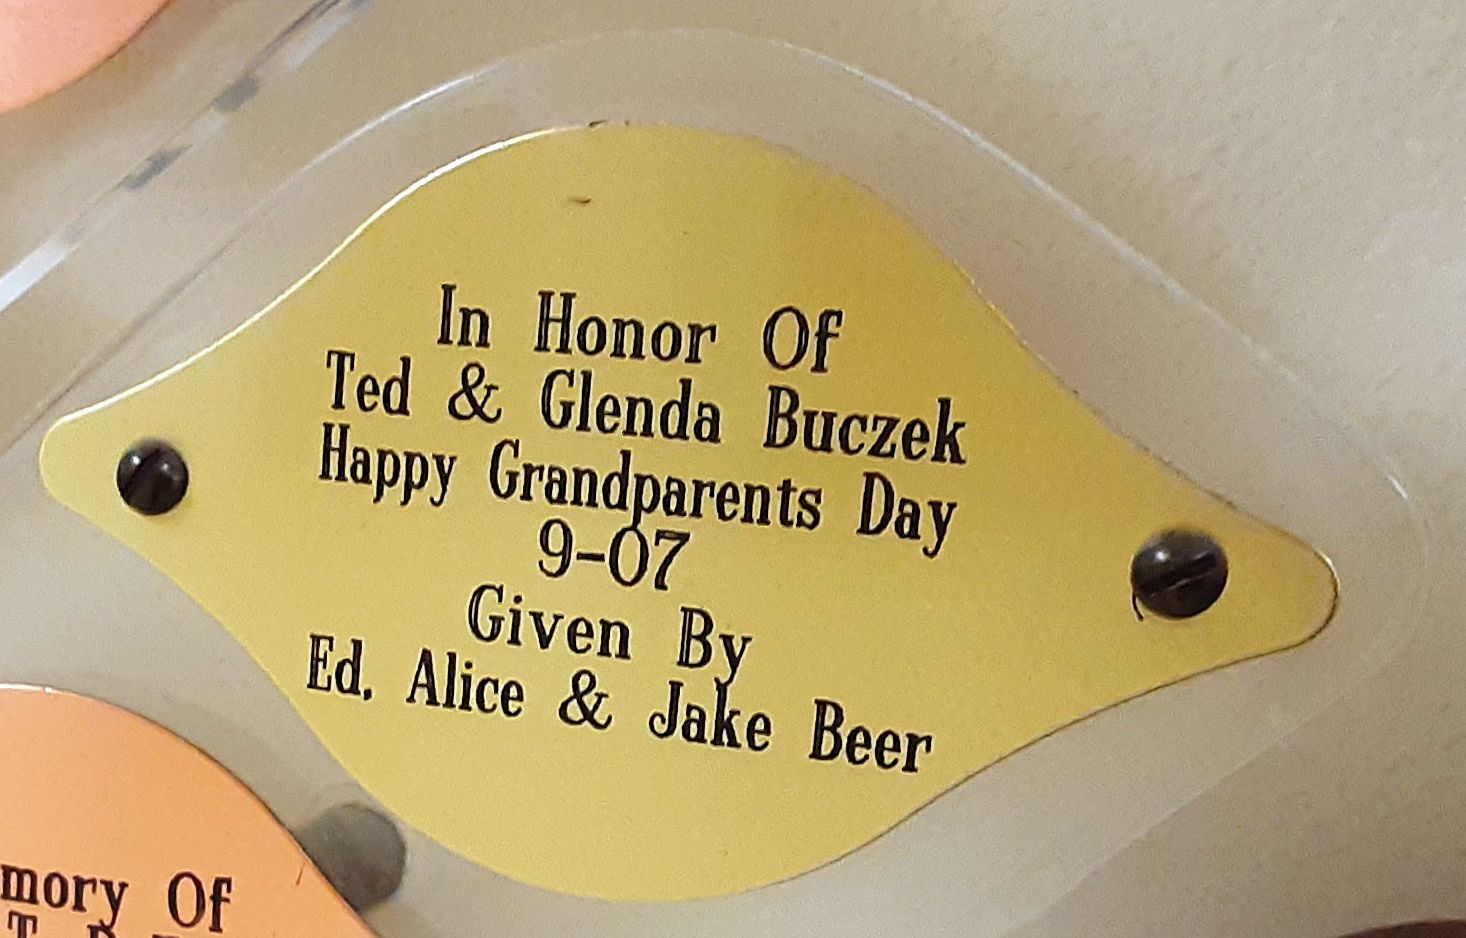 In Honor Of
Ted & Glenda Buczek
Happy Grandparents Day
9-07
Given By
Ed. Alice & Jake Beer
mory Of